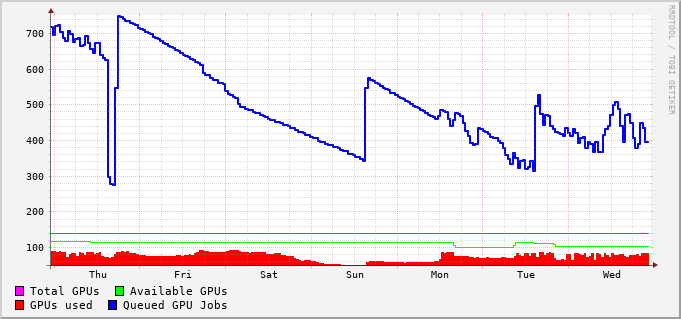 RRDTOOL / TOBI OETIKER
700
600
500
400
300
200
100
Thu Fri Sat Sun Mon Tue Wed
Total GPUs Available GPUs
GPUs used Queued GPU Jobs